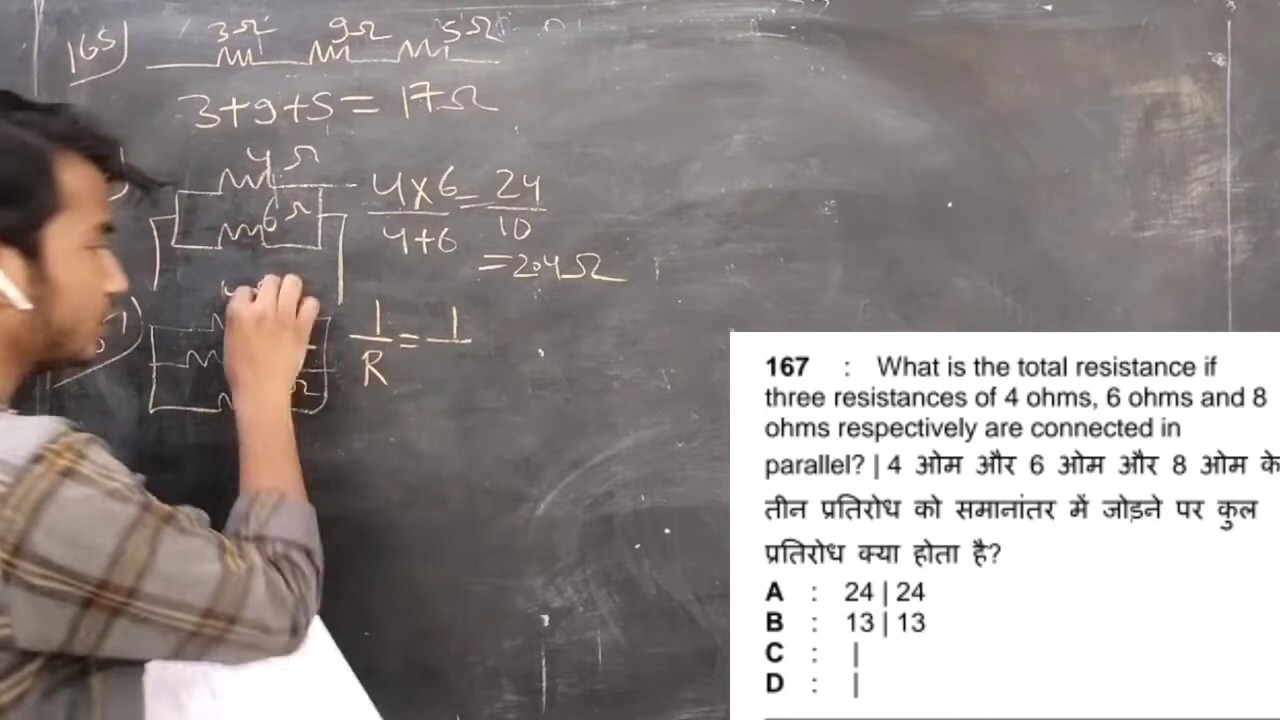 165) 3Ω 9Ω 5Ω
3+9+5=17Ω
4Ω
6Ω
4×6/4+6=24/10
=2.4Ω
1/R=1
167 : What is the total resistance if
three resistances of 4 ohms, 6 ohms and 8
ohms respectively are connected in
parallel? | 4 ओम और 6 ओम और 8 ओम के
तीन प्रतिरोध को समानांतर में जोड़ने पर कुल
प्रतिरोध क्या होता है?
A : 24 | 24
B : 13 | 13
C : |
D : |